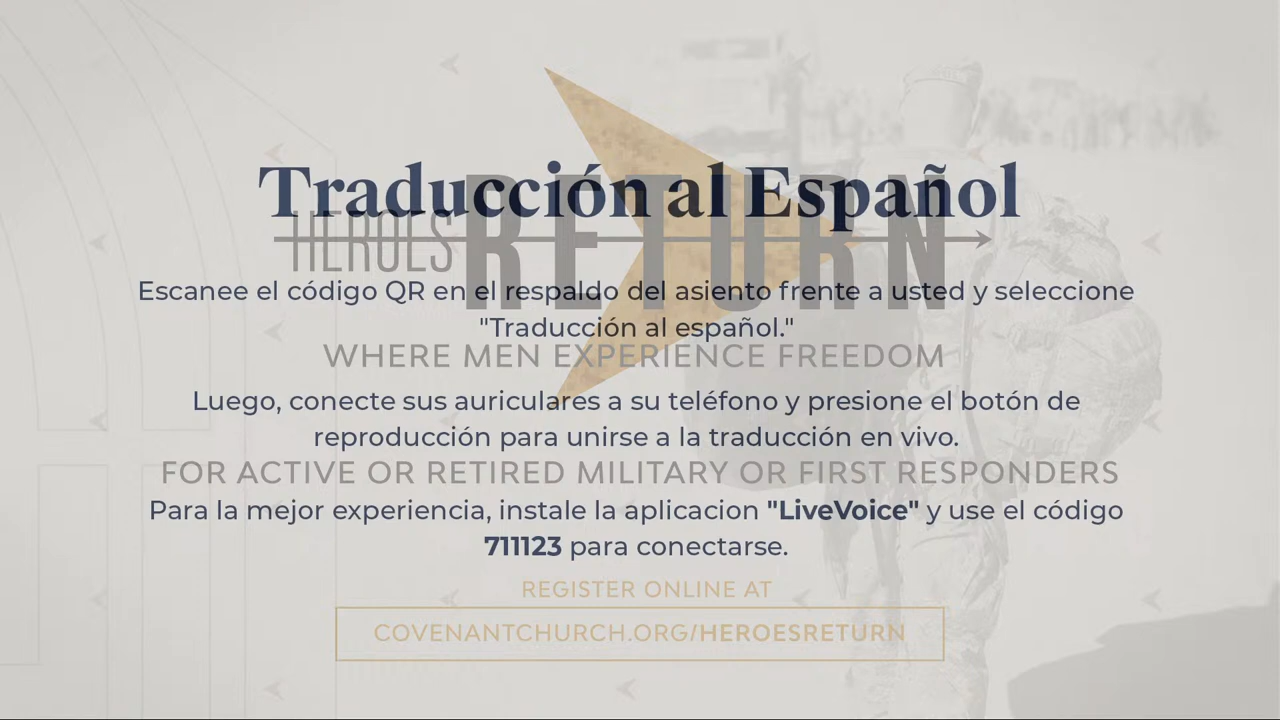 Traducción al Español
HEROES RETURN
Escanee el código QR en el respaldo del asiento frente a usted y seleccione
"Traducción al español."
WHERE MEN EXPERIENCE FREEDOM
Luego, conecte sus auriculares a su teléfono y presione el botón de
reproducción para unirse a la traducción en vivo.
FOR ACTIVE OR RETIRED MILITARY OR FIRST RESPONDERS
Para la mejor experiencia, instale la aplicacion "LiveVoice" y use el código
711123 para conectarse.
REGISTER ONLINE AT
COVENANTCHURCH.ORG/HEROESRETURN